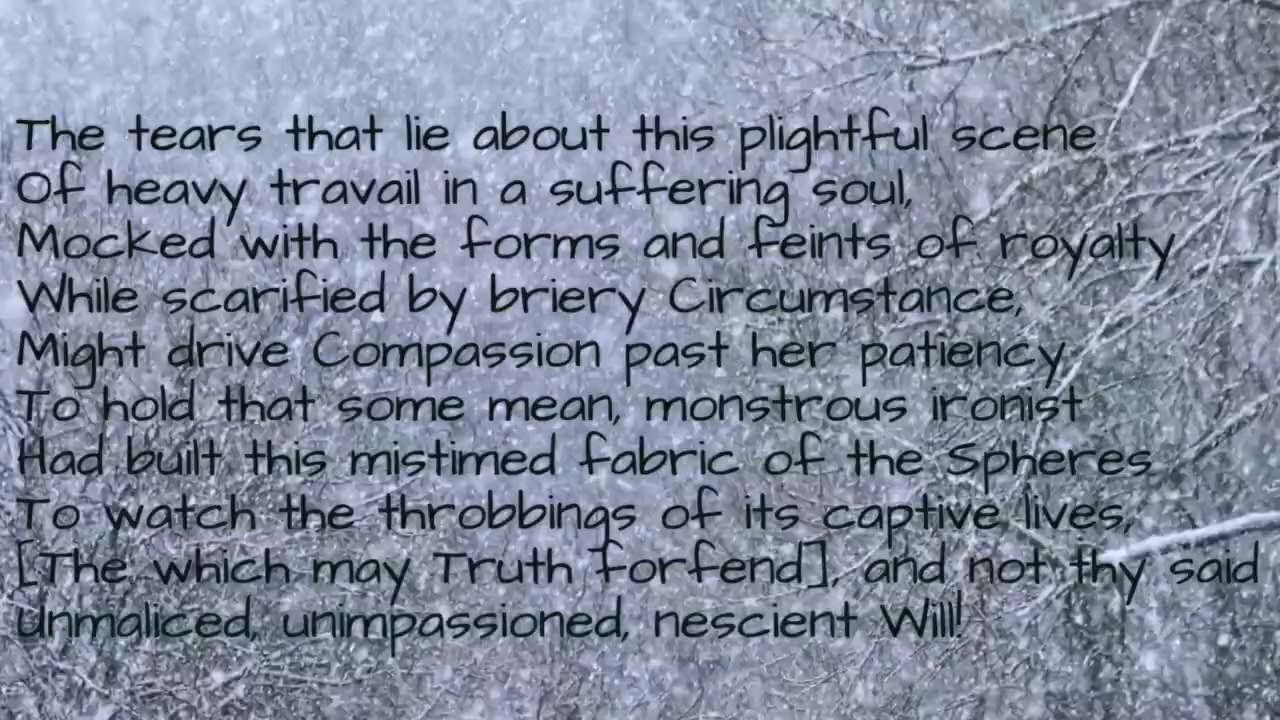 The tears that lie about this plightful scene
Of heavy travail in a suffering soul,
Mocked with the forms and feints of royalty
While scarified by briery Circumstance,
Might drive Compassion past her patiency
To hold that some mean, monstrous ironist
Had built this mistimed fabric of the Spheres
To watch the throbbings of its captive lives,
[The which may Truth forfend], and not thy said
Unmaliced, unimpassioned, nescient Will!